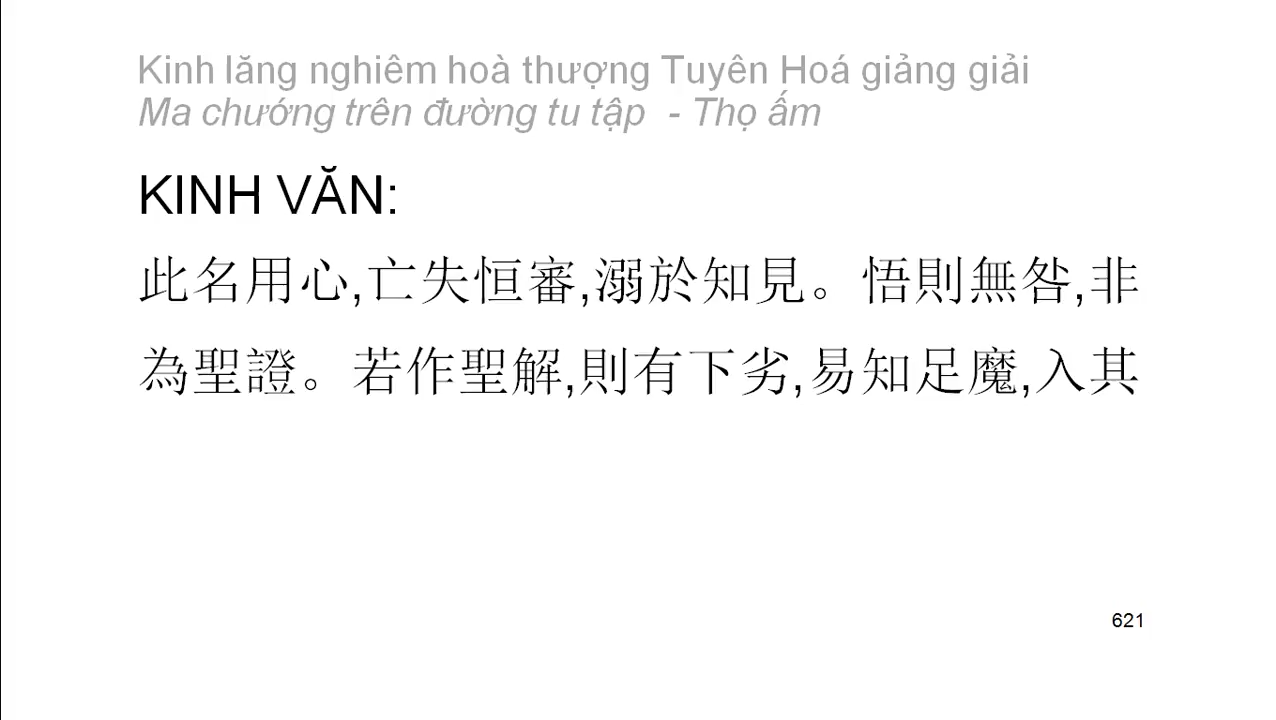 Kinh lăng nghiêm hoà thượng Tuyên Hoá giảng giải
Ma chướng trên đường tu tập - Thọ ấm
KINH VĂN:
此名用心,亡失恒審,溺於知見。悟則無咎,非
為聖證。若作聖解,則有下劣,易知足魔,入其
621